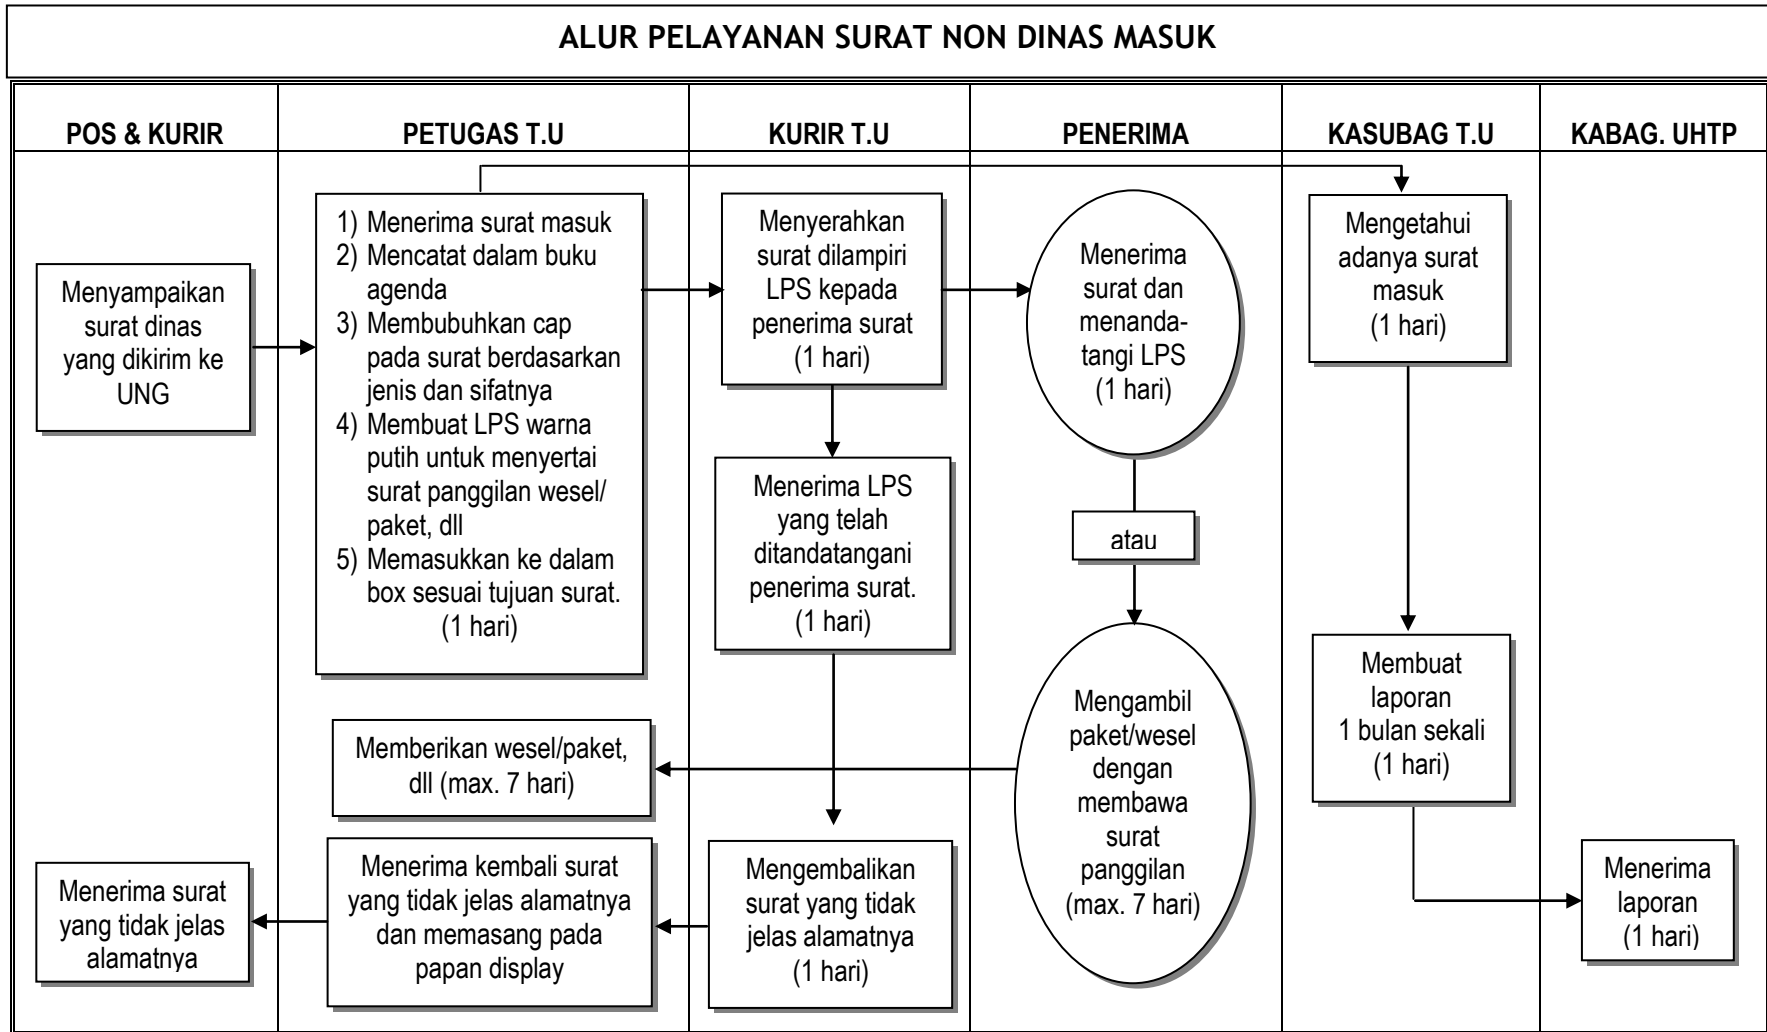 ALUR PELAYANAN SURAT NON DINAS MASUK
POS & KURIR
PETUGAS T.U
KURIR T.U
PENERIMA
KASUBAG T.U
KABAG. UHTP
Menyampaikan
surat dinas
yang dikirim ke
UNG
1) Menerima surat masuk
2) Mencatat dalam buku
agenda
3) Membubuhkan cap
pada surat berdasarkan
jenis dan sifatnya
4) Membuat LPS warna
putih untuk menyertai
surat panggilan wesel/
paket, dll
5) Memasukkan ke dalam
box sesuai tujuan surat.
(1 hari)
Menyerahkan
surat dilampiri
LPS kepada
penerima surat
(1 hari)
Menerima
surat dan
menanda-
tangi LPS
(1 hari)
Mengetahui
adanya surat
masuk
(1 hari)
Menerima LPS
yang telah
ditandatangani
penerima surat.
(1 hari)
atau
Mengambil
paket/wesel
dengan
membawa
surat
panggilan
(max. 7 hari)
Membuat
laporan
1 bulan sekali
(1 hari)
Memberikan wesel/paket,
dll (max. 7 hari)
Menerima surat
yang tidak jelas
alamatnya
Menerima kembali surat
yang tidak jelas alamatnya
dan memasang pada
papan display
Mengembalikan
surat yang tidak
jelas alamatnya
(1 hari)
Menerima
laporan
(1 hari)